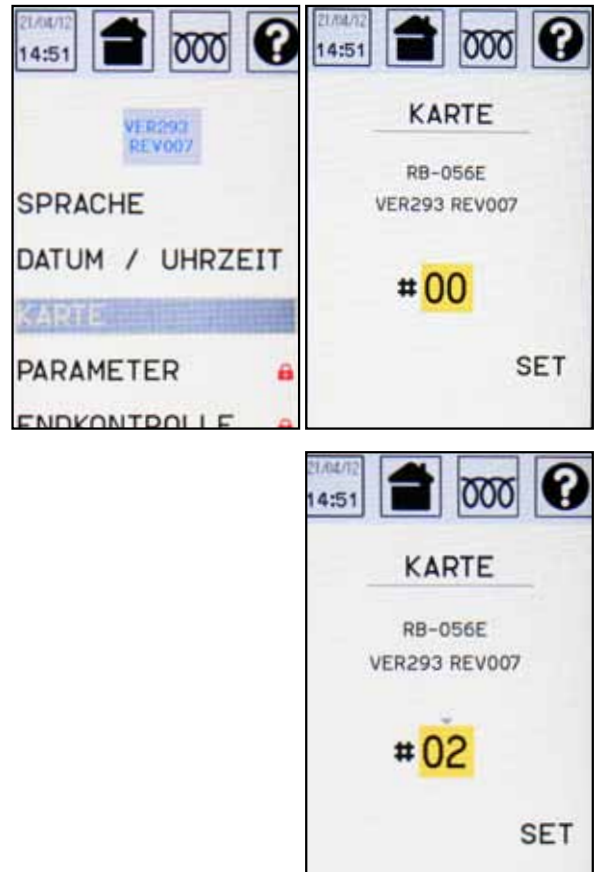 21/04/12
14:51
?
VER293
REV007
SPRACHE
DATUM / UHRZEIT
KARTE
PARAMETER
ENDKONTROLLE
21/04/12
14:51
?
KARTE
RB-056E
VER293 REV007
#00
SET
21/04/12
14:51
?
KARTE
RB-056E
VER293 REV007
#02
SET